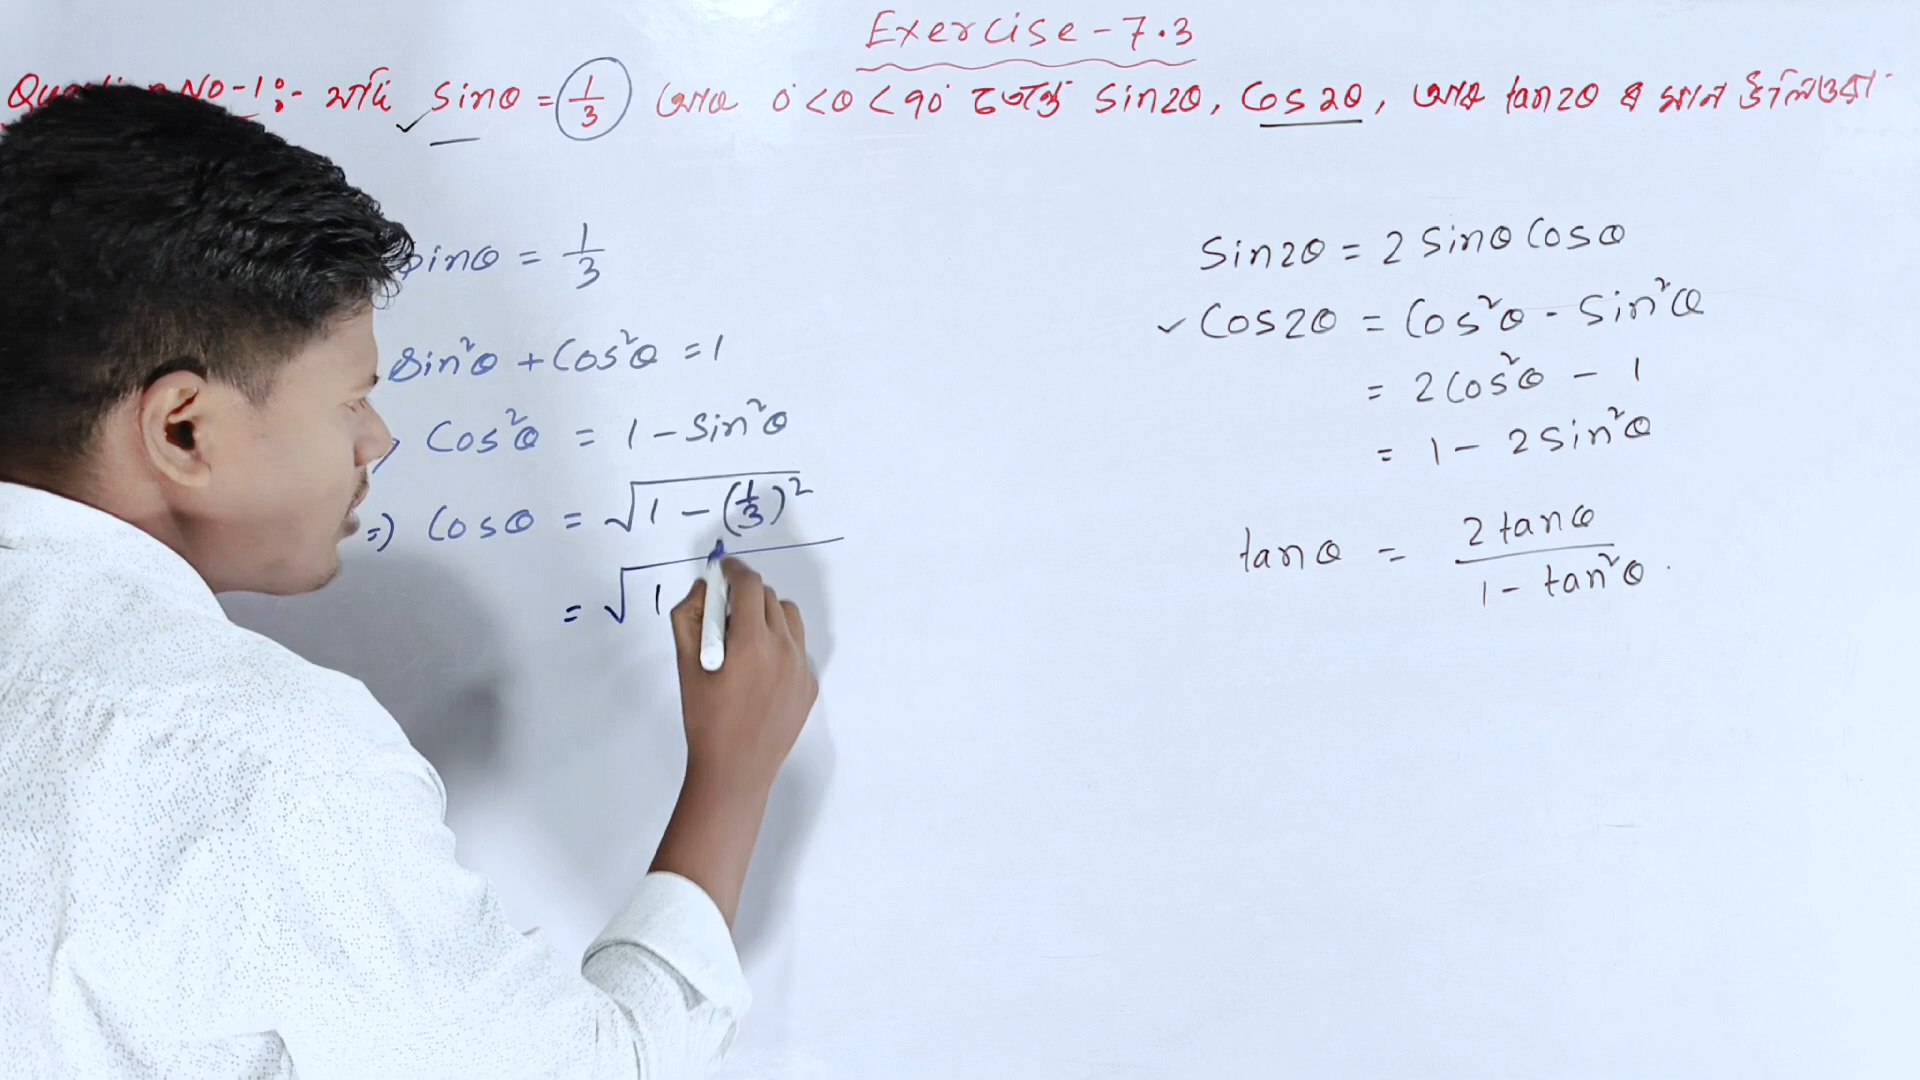 Exercise - 7.3
Question No-1:- যদি sinθ = 1/3 আৰু 0° < θ < 90° তেন্তে sin2θ, cos2θ, আৰু tan2θ ৰ মান উলিওৱা
sinθ = 1/3
sin²θ + cos²θ = 1
cos²θ = 1 - sin²θ
=) cosθ = √1 - (1/3)²
= √1
sin2θ = 2 sinθ cosθ
✓ cos2θ = cos²θ - sin²θ
= 2cos²θ - 1
= 1 - 2sin²θ
tanθ = 2tanθ / 1 - tan²θ.